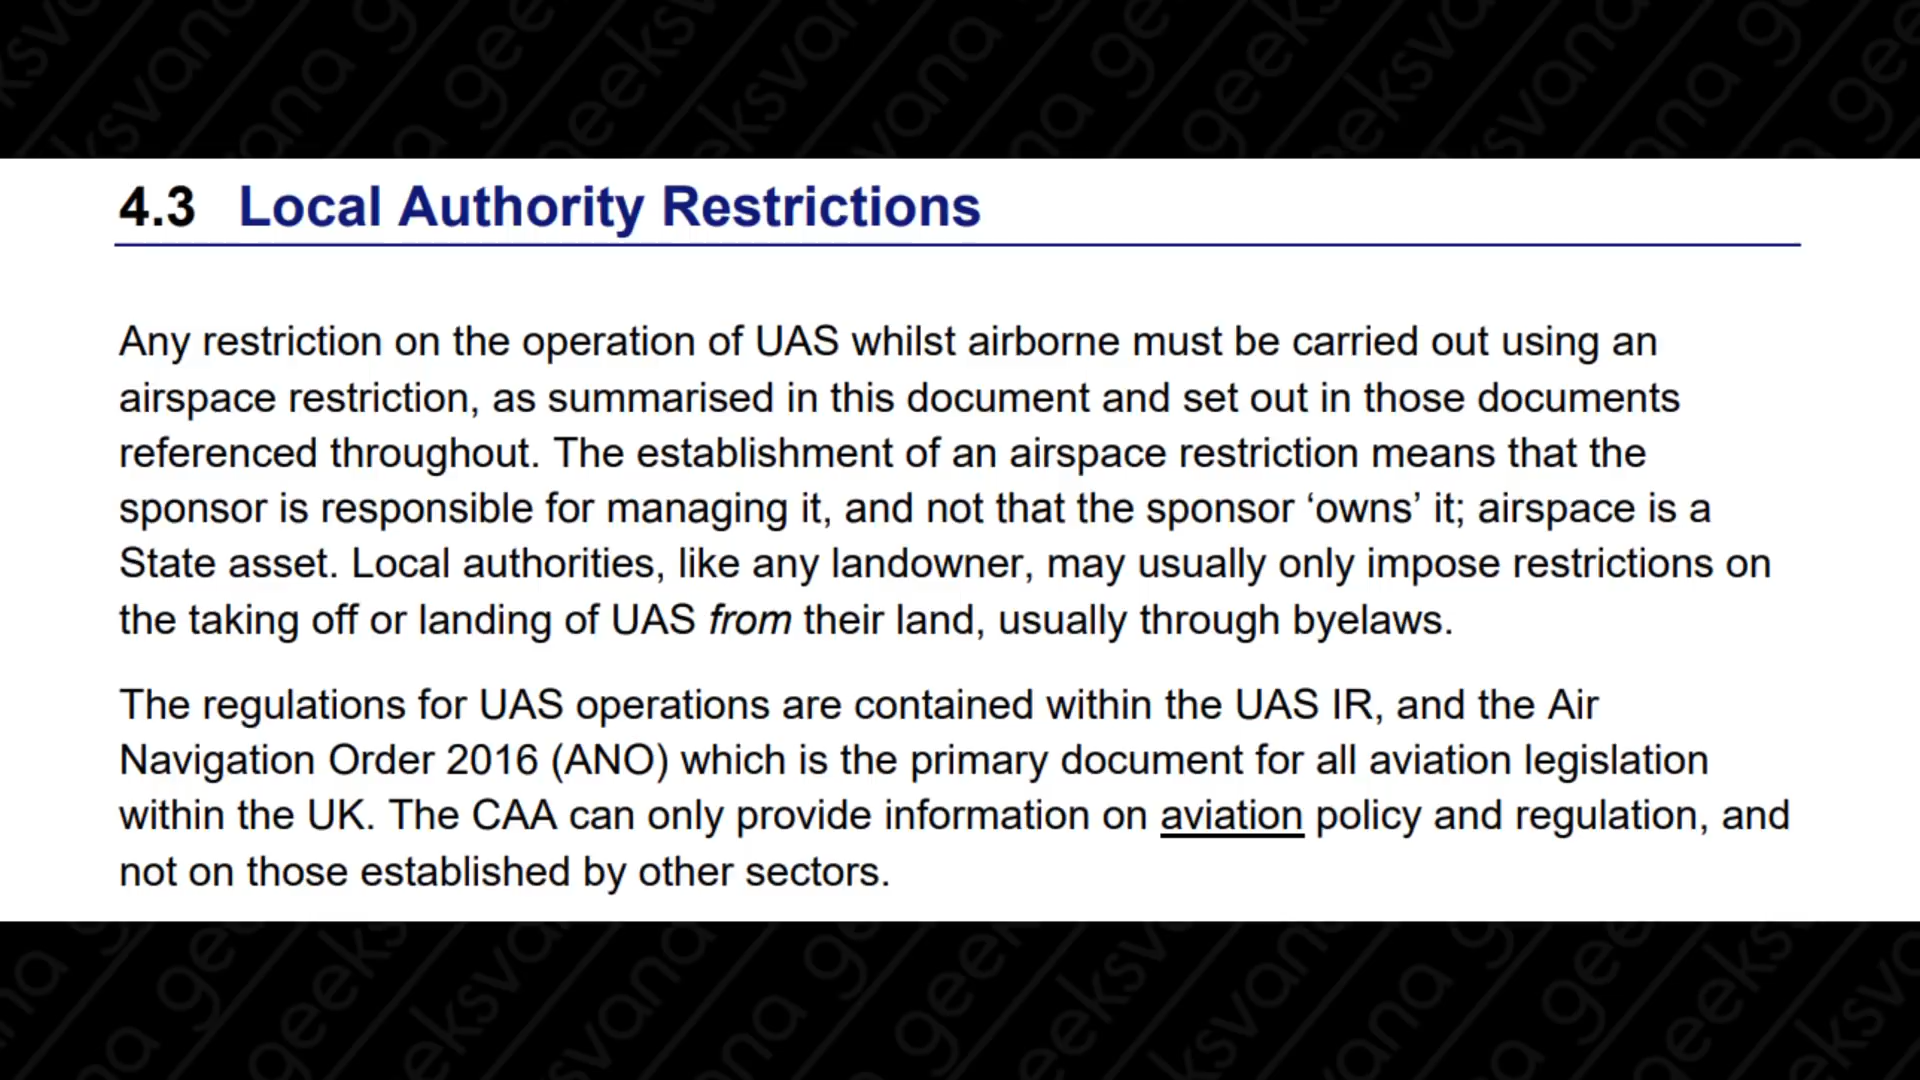 4.3 Local Authority Restrictions
Any restriction on the operation of UAS whilst airborne must be carried out using an
airspace restriction, as summarised in this document and set out in those documents
referenced throughout. The establishment of an airspace restriction means that the
sponsor is responsible for managing it, and not that the sponsor ‘owns’ it; airspace is a
State asset. Local authorities, like any landowner, may usually only impose restrictions on
the taking off or landing of UAS from their land, usually through byelaws.
The regulations for UAS operations are contained within the UAS IR, and the Air
Navigation Order 2016 (ANO) which is the primary document for all aviation legislation
within the UK. The CAA can only provide information on aviation policy and regulation, and
not on those established by other sectors.